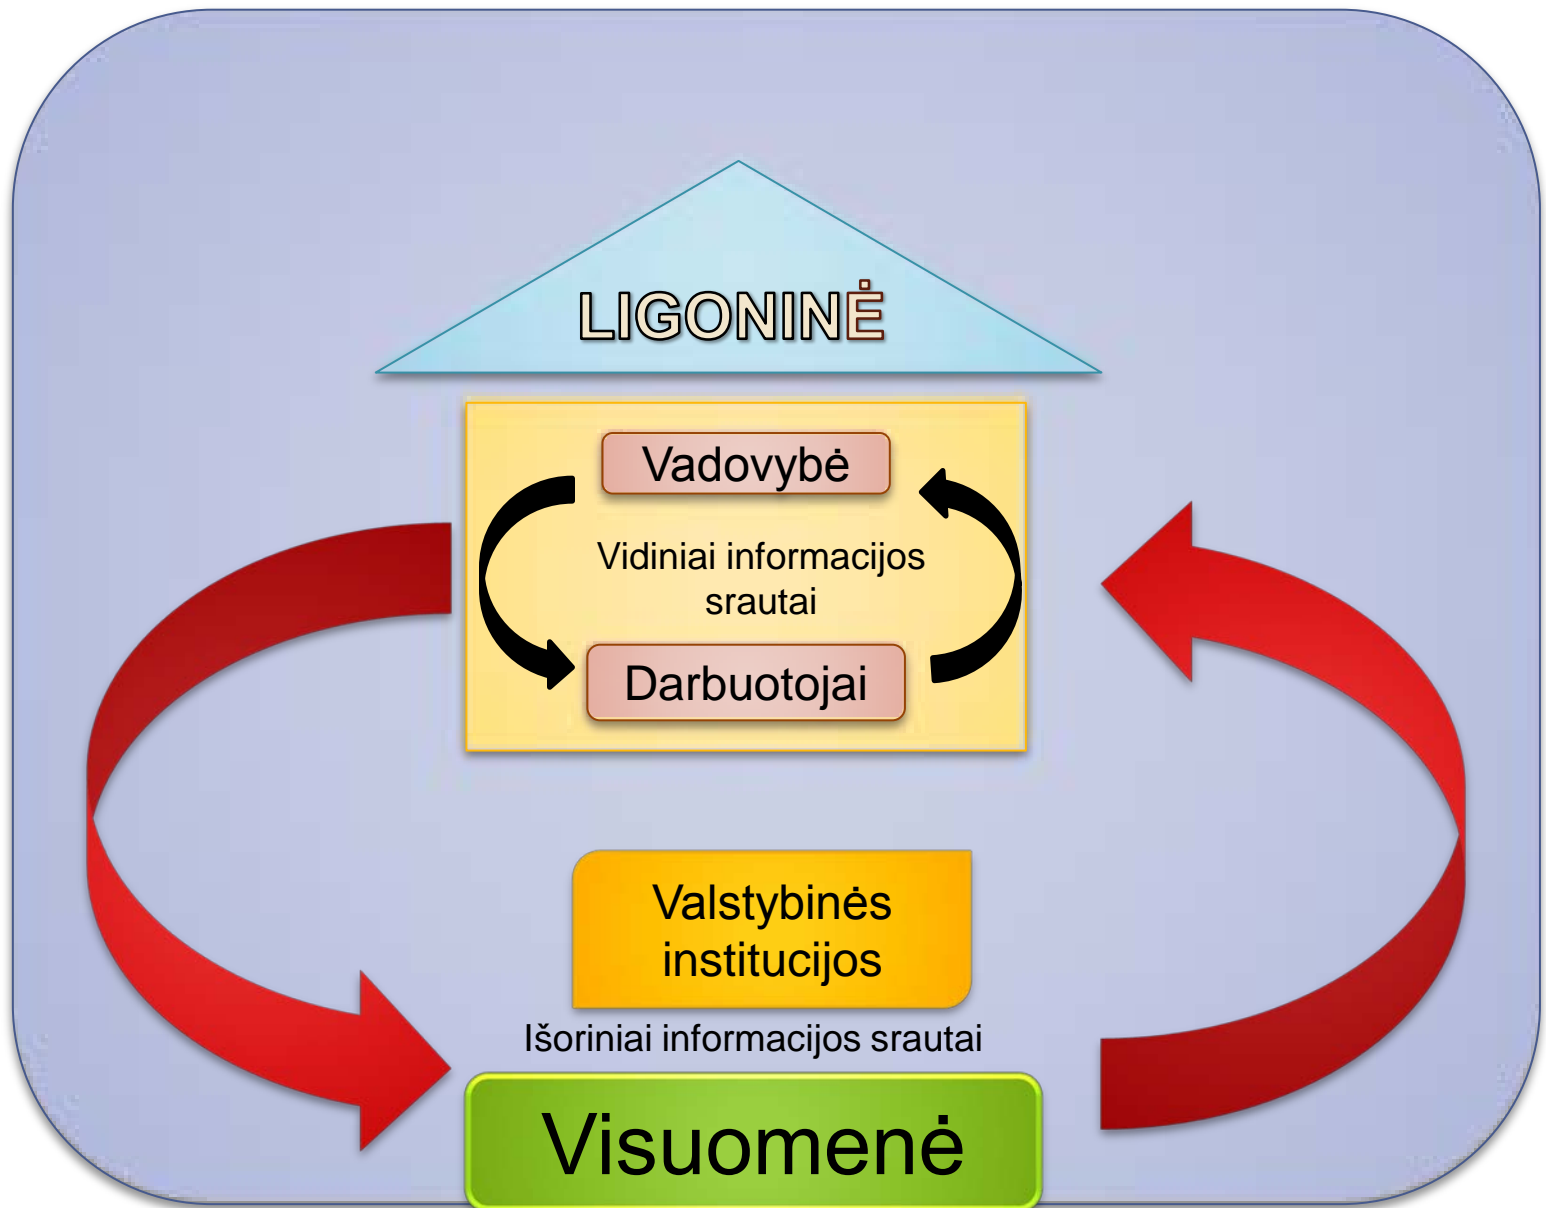 LIGONINĖ
Vadovybė
Vidiniai informacijos
srautai
Darbuotojai
Valstybinės
institucijos
Išoriniai informacijos srautai
Visuomenė